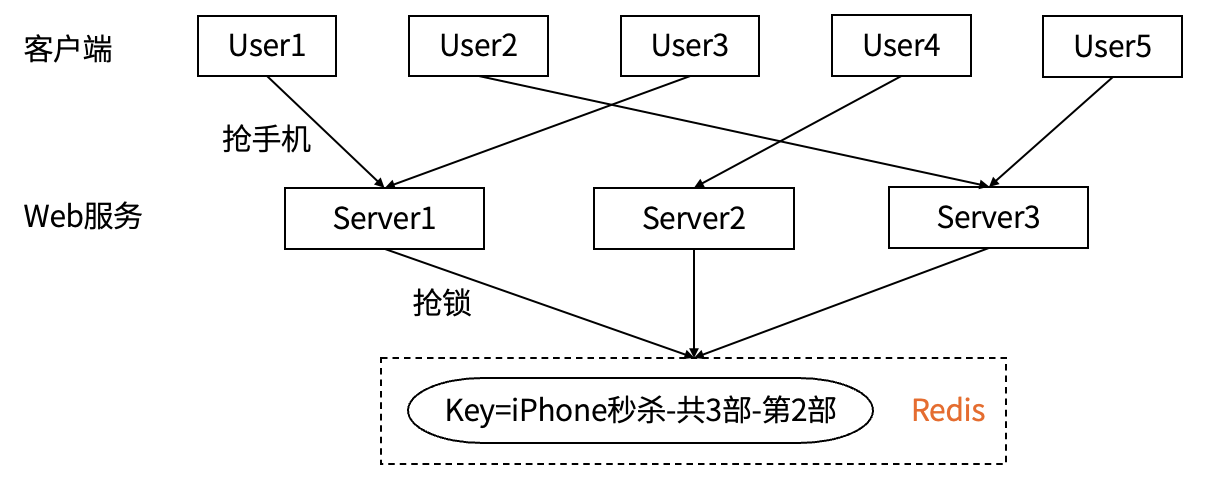 客户端
User1
User2
User3
User4
User5
抢手机
Web服务
Server1
Server2
Server3
抢锁
Key=iPhone秒杀-共3部-第2部
Redis